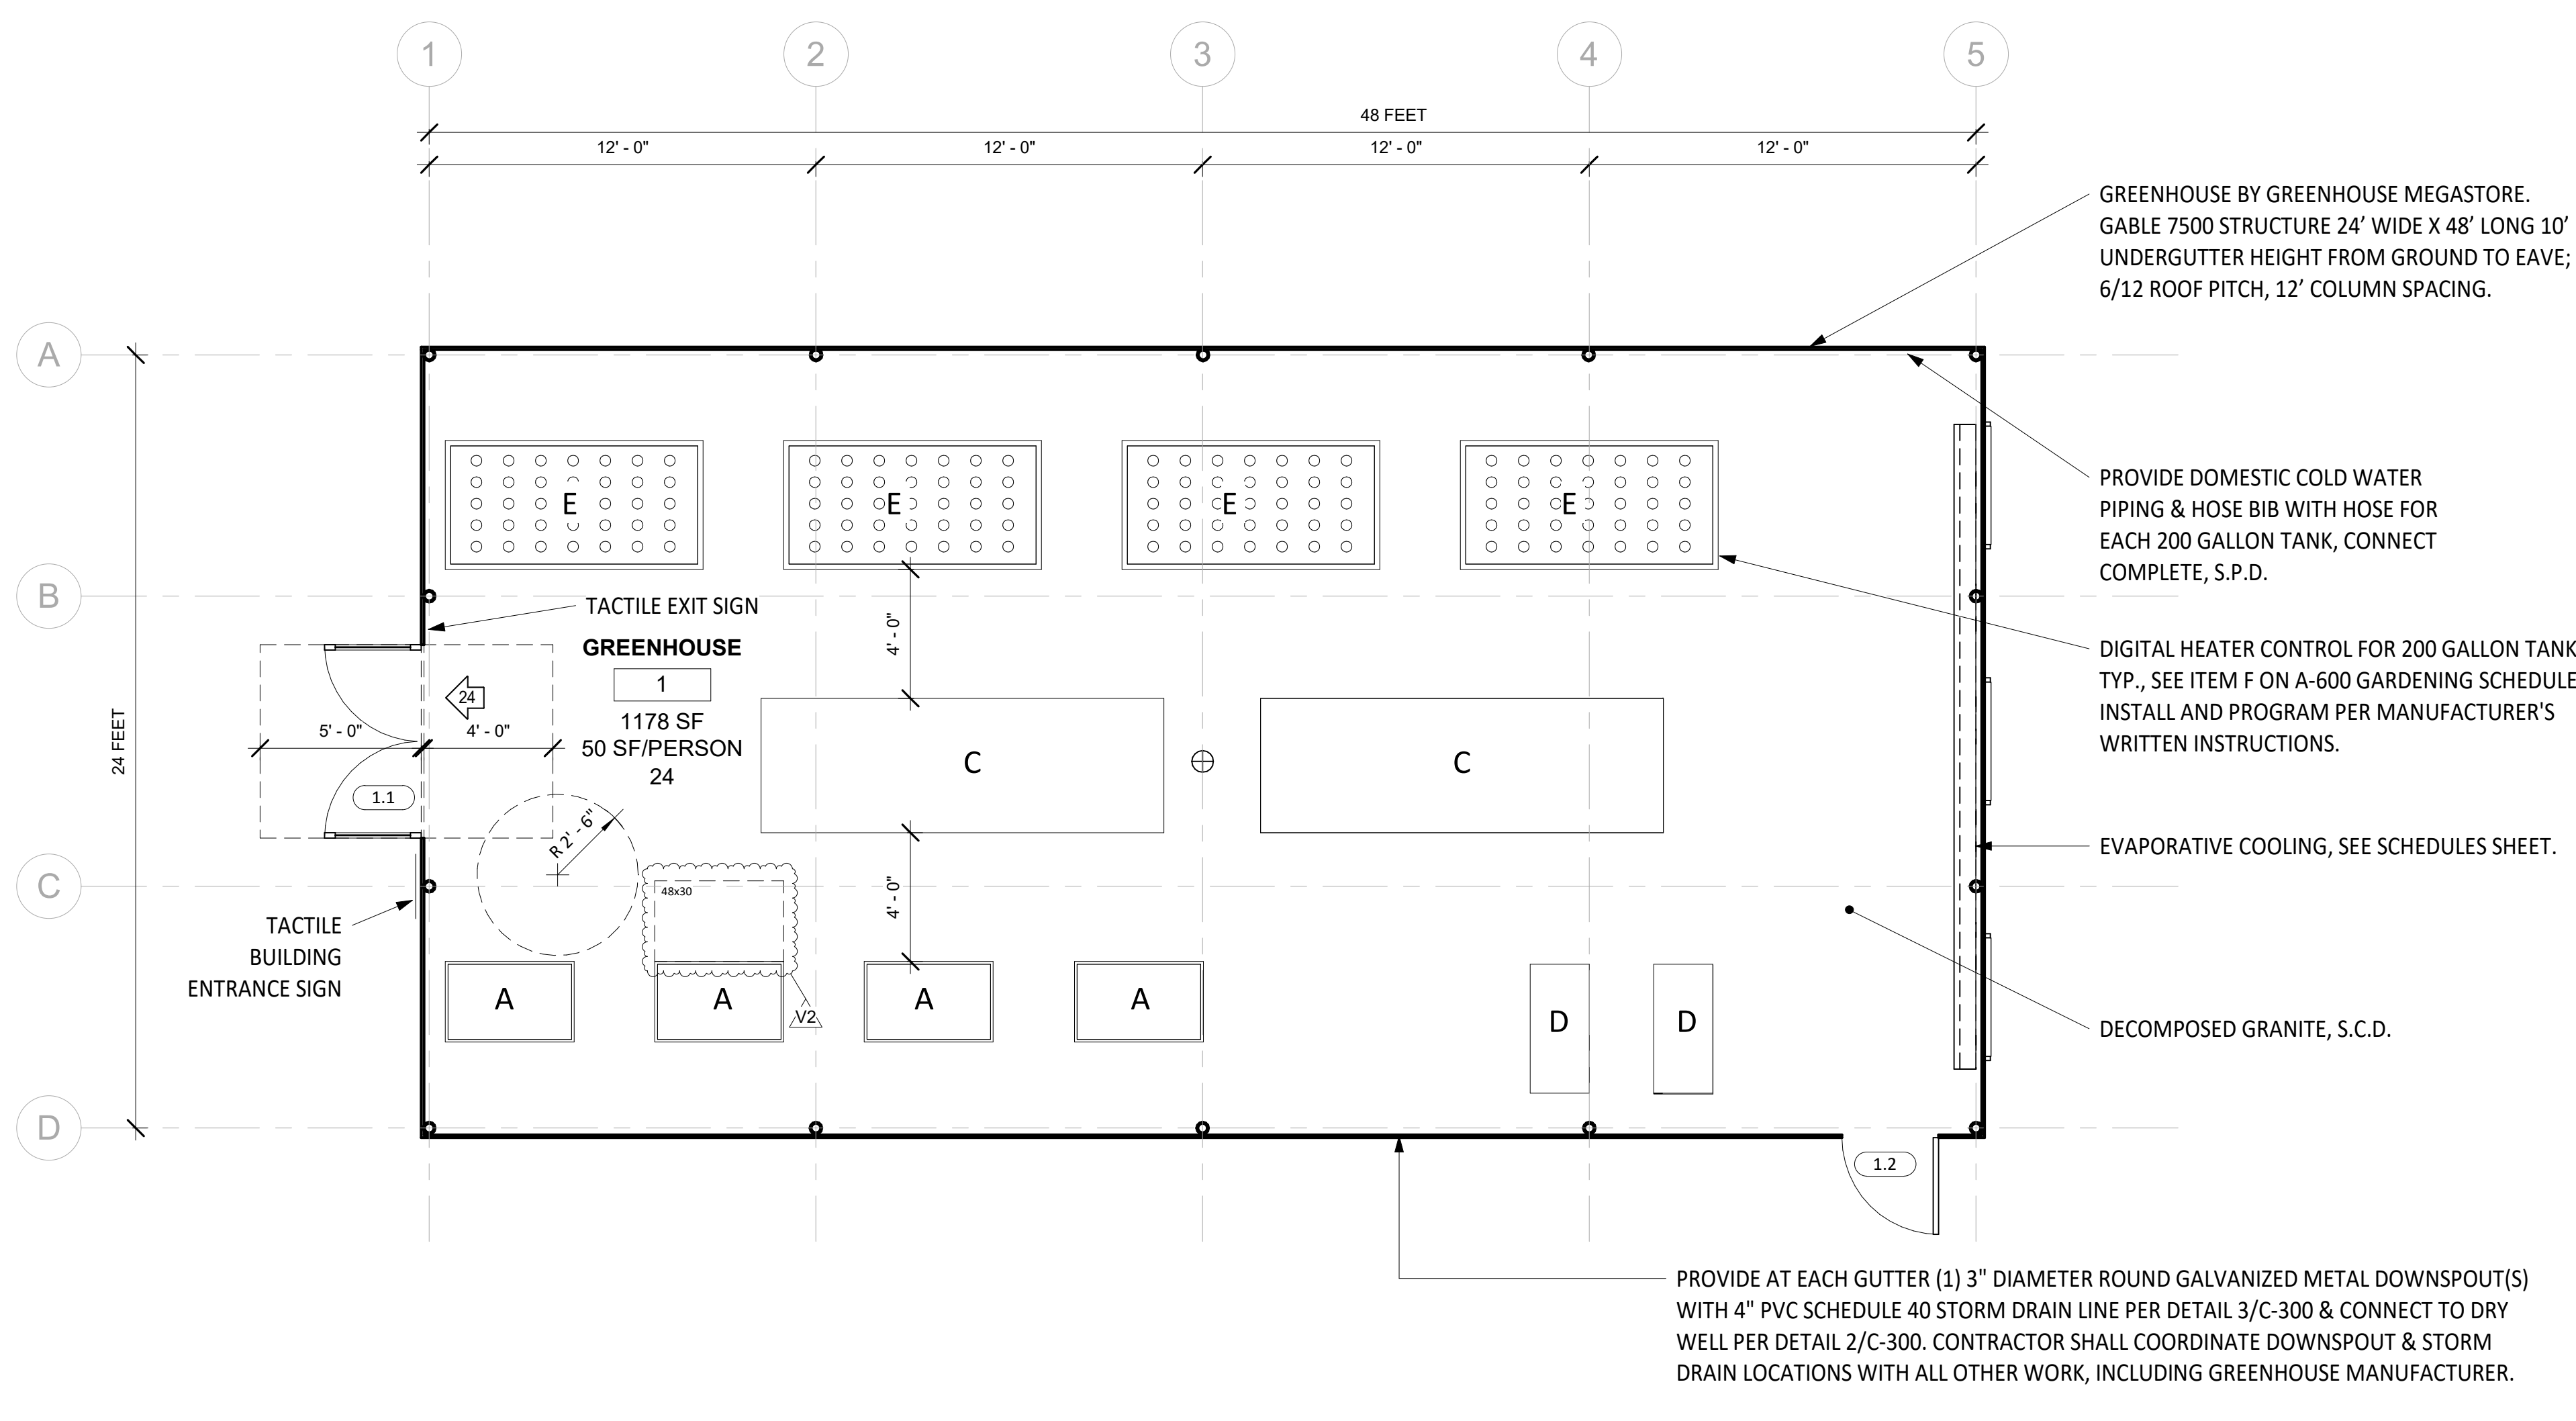 1
2
3
4
5
48 FEET
12' - 0"
12' - 0"
12' - 0"
12' - 0"
GREENHOUSE BY GREENHOUSE MEGASTORE.
GABLE 7500 STRUCTURE 24’ WIDE X 48’ LONG 10’
UNDERGUTTER HEIGHT FROM GROUND TO EAVE;
6/12 ROOF PITCH, 12’ COLUMN SPACING.
A
E
E
E
E
PROVIDE DOMESTIC COLD WATER
PIPING & HOSE BIB WITH HOSE FOR
EACH 200 GALLON TANK, CONNECT
COMPLETE, S.P.D.
B
TACTILE EXIT SIGN
GREENHOUSE
1
1178 SF
50 SF/PERSON
24
24
5' - 0"
4' - 0"
24 FEET
4' - 0"
C
C
DIGITAL HEATER CONTROL FOR 200 GALLON TANK
TYP., SEE ITEM F ON A-600 GARDENING SCHEDULE
INSTALL AND PROGRAM PER MANUFACTURER'S
WRITTEN INSTRUCTIONS.
1.1
R 2' - 6"
EVAPORATIVE COOLING, SEE SCHEDULES SHEET.
C
48x30
4' - 0"
TACTILE
BUILDING
ENTRANCE SIGN
A
A
A
A
V2
D
D
DECOMPOSED GRANITE, S.C.D.
D
1.2
PROVIDE AT EACH GUTTER (1) 3" DIAMETER ROUND GALVANIZED METAL DOWNSPOUT(S)
WITH 4" PVC SCHEDULE 40 STORM DRAIN LINE PER DETAIL 3/C-300 & CONNECT TO DRY
WELL PER DETAIL 2/C-300. CONTRACTOR SHALL COORDINATE DOWNSPOUT & STORM
DRAIN LOCATIONS WITH ALL OTHER WORK, INCLUDING GREENHOUSE MANUFACTURER.